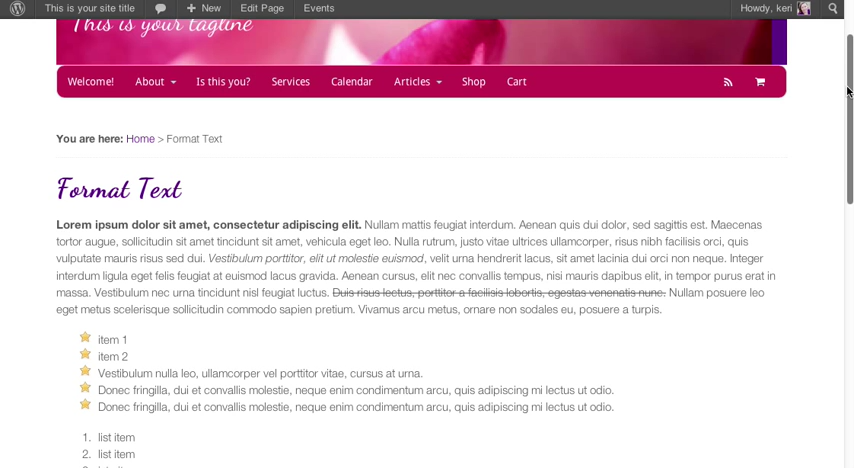 This is your site title New Edit Page Events Howdy, keri
This is your tagline
Welcome! About Is this you? Services Calendar Articles Shop Cart
You are here: Home > Format Text
Format Text
Lorem ipsum dolor sit amet, consectetur adipiscing elit. Nullam mattis feugiat interdum. Aenean quis dui dolor, sed sagittis est. Maecenas
tortor augue, sollicitudin sit amet tincidunt sit amet, vehicula eget leo. Nulla rutrum, justo vitae ultrices ullamcorper, risus nibh facilisis orci, quis
vulputate mauris risus sed dui. Vestibulum porttitor, elit ut molestie euismod, velit urna hendrerit lacus, sit amet lacinia dui orci non neque. Integer
interdum ligula eget felis feugiat at euismod lacus gravida. Aenean cursus, elit nec convallis tempus, nisi mauris dapibus elit, in tempor purus erat in
massa. Vestibulum nec urna tincidunt nisl feugiat luctus. Duis risus lectus, porttitor a facilisis lobortis, egestas venenatis nunc. Nullam posuere leo
eget metus scelerisque sollicitudin commodo sapien pretium. Vivamus arcu metus, ornare non sodales eu, posuere a turpis.
item 1
item 2
Vestibulum nulla leo, ullamcorper vel porttitor vitae, cursus at urna.
Donec fringilla, dui et convallis molestie, neque enim condimentum arcu, quis adipiscing mi lectus ut odio.
Donec fringilla, dui et convallis molestie, neque enim condimentum arcu, quis adipiscing mi lectus ut odio.
1. list item
2. list item